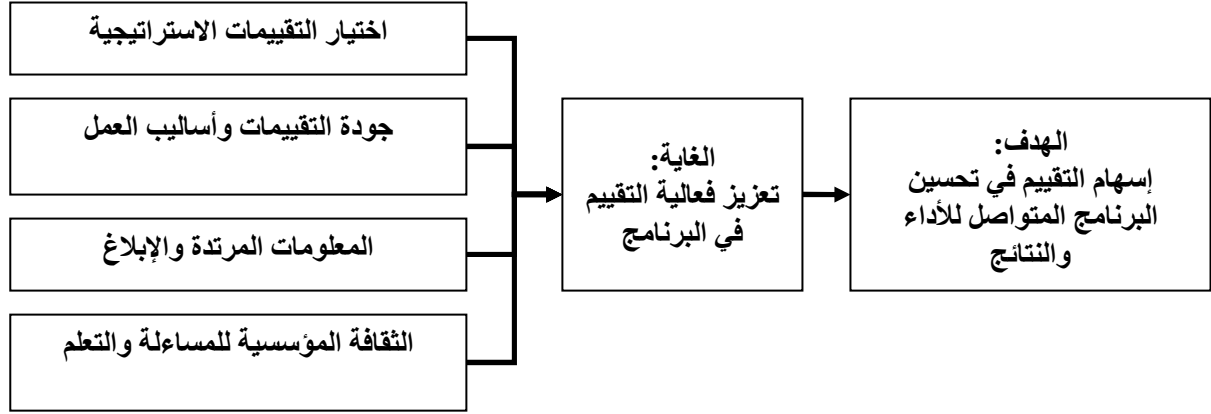 اختيار التقييمات الاستراتيجية
جودة التقييمات وأساليب العمل
المعلومات المرتدة والإبلاغ
الثقافة المؤسسية للمساءلة والتعلم
الغاية:
تعزيز فعالية التقييم
في البرنامج
الهدف:
إسهام التقييم في تحسين
البرنامج المتواصل للأداء
والنتائج